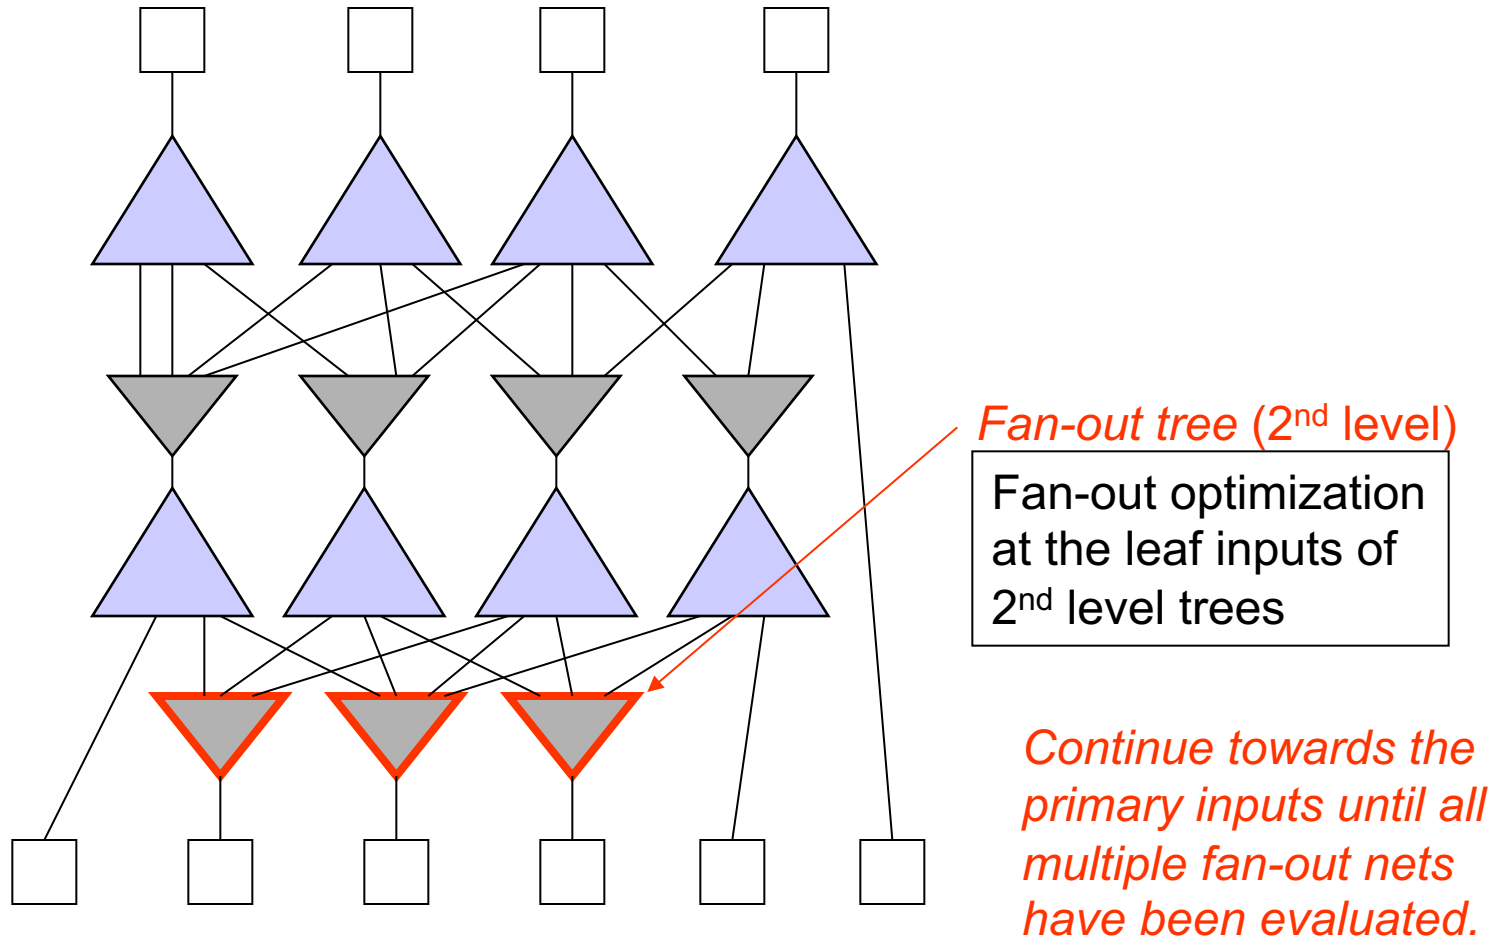 Fan-out tree (2nd level)
Fan-out optimization
at the leaf inputs of
2nd level trees
Continue towards the
primary inputs until all
multiple fan-out nets
have been evaluated.